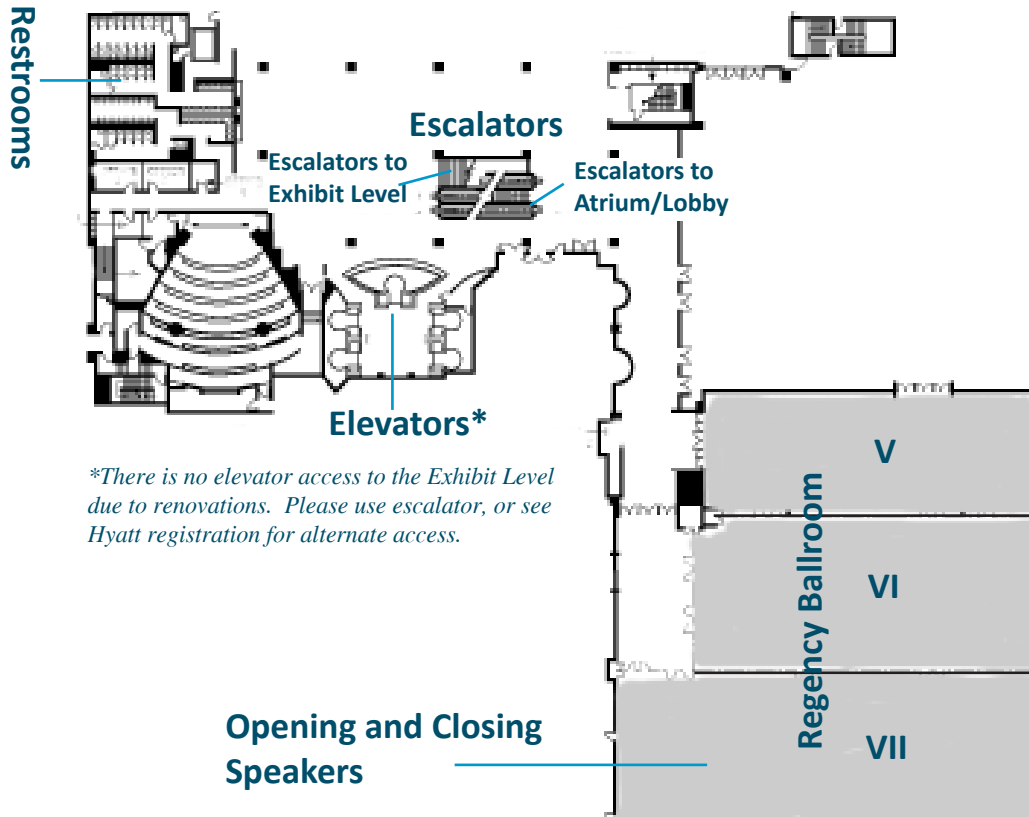 Restrooms
Escalators
Escalators to
Exhibit Level
Escalators to
Atrium/Lobby
Elevators*
*There is no elevator access to the Exhibit Level
due to renovations.  Please use escalator, or see
Hyatt registration for alternate access.
V
Regency Ballroom
VI
Opening and Closing
Speakers
VII